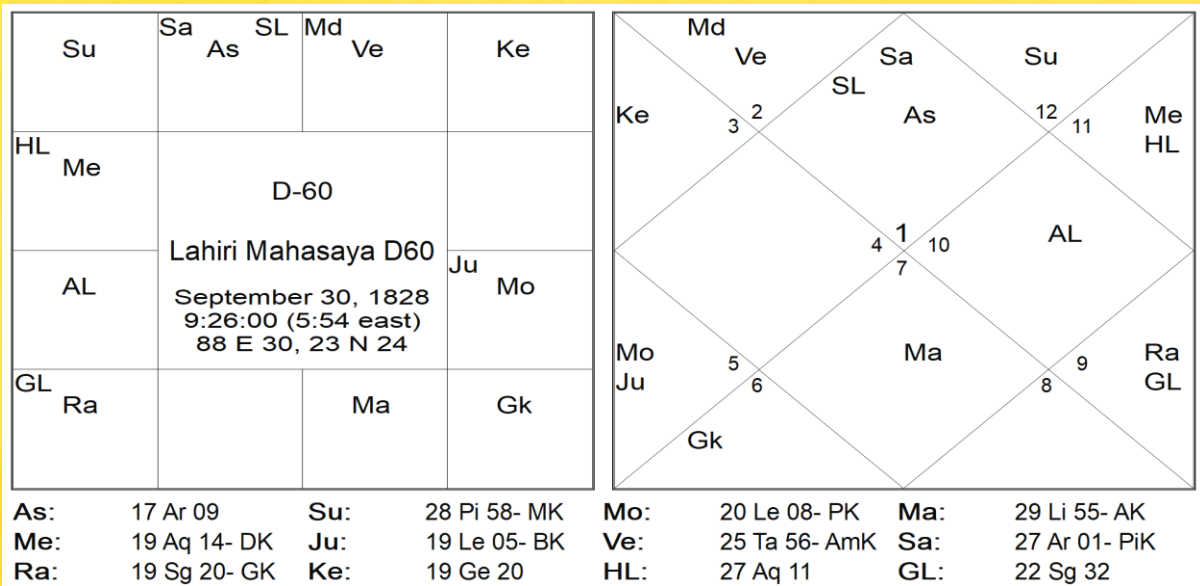 Su
Sa SL Md
As Ve
Ke
HL
Me
D-60
Lahiri Mahasaya D60
September 30, 1828
9:26:00 (5:54 east)
88 E 30, 23 N 24
AL
Ju
Mo
GL
Ra
Ma
Gk
Md
Ve
Sa
Su
SL
Ke
As
Me
HL
2
3
12
11
1
4
10
7
AL
Mo
Ju
5
6
Ma
9
8
Ra
GL
Gk
As: 17 Ar 09 Su: 28 Pi 58- MK Mo: 20 Le 08- PK Ma: 29 Li 55- AK
Me: 19 Aq 14- DK Ju: 19 Le 05- BK Ve: 25 Ta 56- AmK Sa: 27 Ar 01- PiK
Ra: 19 Sg 20- GK Ke: 19 Ge 20 HL: 27 Aq 11 GL: 22 Sg 32